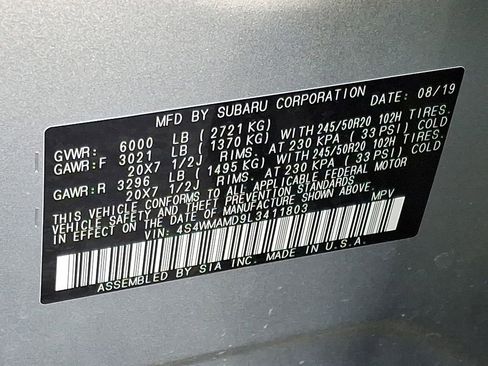 MFD BY SUBARU CORPORATION DATE: 08/19
GVWR: 6000 LB (2721KG)
GAWR:F 3021 LB (1370 KG) WITH 245/50R20 102H TIRES.
20X7 1/2J RIMS. AT 230 KPA (33 PSI) COLD
GAWR:R 3296 LB (1495 KG) WITH 245/50R20 102H TIRES.
20X7 1/2J RIMS. AT 230 KPA (33 PSI) COLD
THIS VEHICLE CONFORMS TO ALL APPLICABLE FEDERAL MOTOR
VEHICLE SAFETY AND THEFT PREVENTION STANDARDS
IN EFFECT ON THE DATE OF MANUFACTURE SHOWN ABOVE.
VIN: 4S4WMAMD9L3411803 MPV
ASSEMBLED BY SIA INC. MADE IN U.S.A.